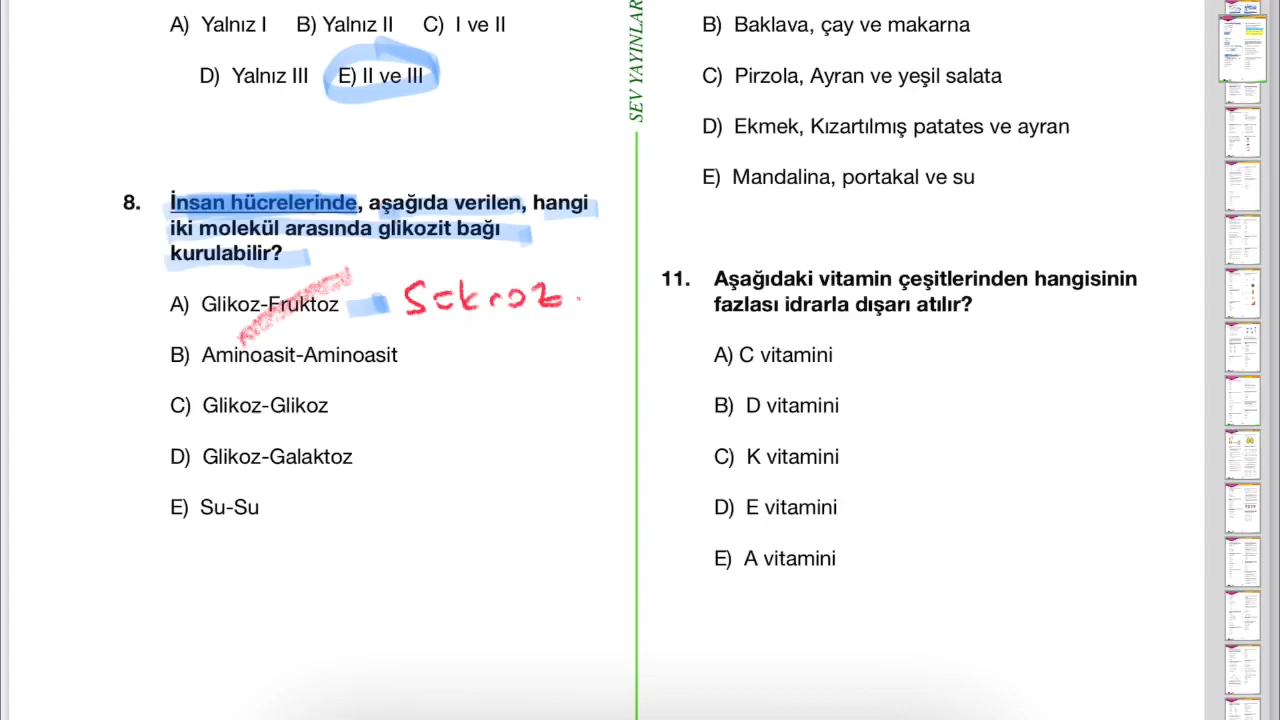 A) Yalnız I B) Yalnız II C) I ve II
D) Yalnız III E) II ve III
8. İnsan hücrelerinde, aşağıda verilen, hangi
iki molekül arasında glikozit bağı
kurulabilir?
A) Glikoz-Fruktoz Sükroz.
B) Aminoasit-Aminoasit
C) Glikoz-Glikoz
D) Glikoz-Galaktoz
E) Su-Su
SEV YAYINLAR
B) Baklava, çay ve makarna
C) Pirzola, Ayran ve yeşil salata
D) Ekmek, Kızartılmış patates ve ayran
E) Mandalina, portakal ve su
11. Aşağıdaki vitamin çeşitlerinden hangisinin
fazlası idrarla dışarı atılır?
A) C vitamini
B) D vitamini
C) K vitamini
D) E vitamini
E) A vitamini